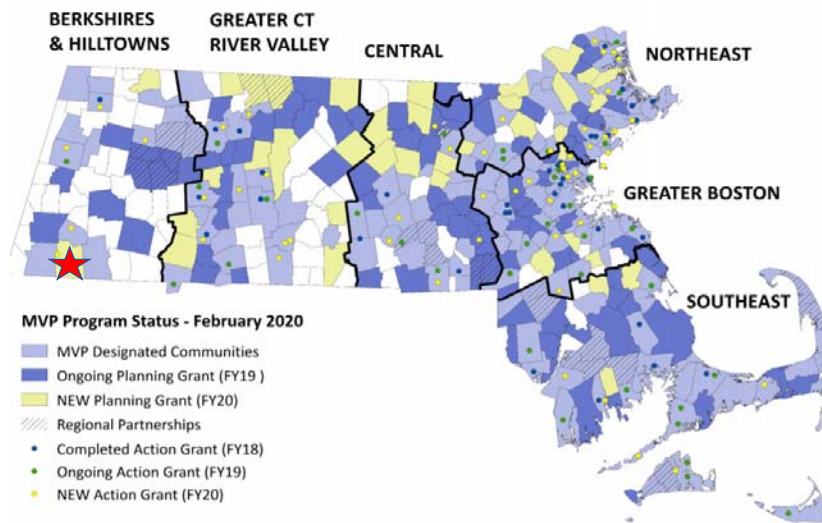 BERKSHIRES
& HILLTOWNS
GREATER CT
RIVER VALLEY
CENTRAL
NORTHEAST
GREATER BOSTON
SOUTHEAST
MVP Program Status - February 2020
MVP Designated Communities
Ongoing Planning Grant (FY19 )
NEW Planning Grant (FY20)
Regional Partnerships
Completed Action Grant (FY18)
Ongoing Action Grant (FY19)
NEW Action Grant (FY20)